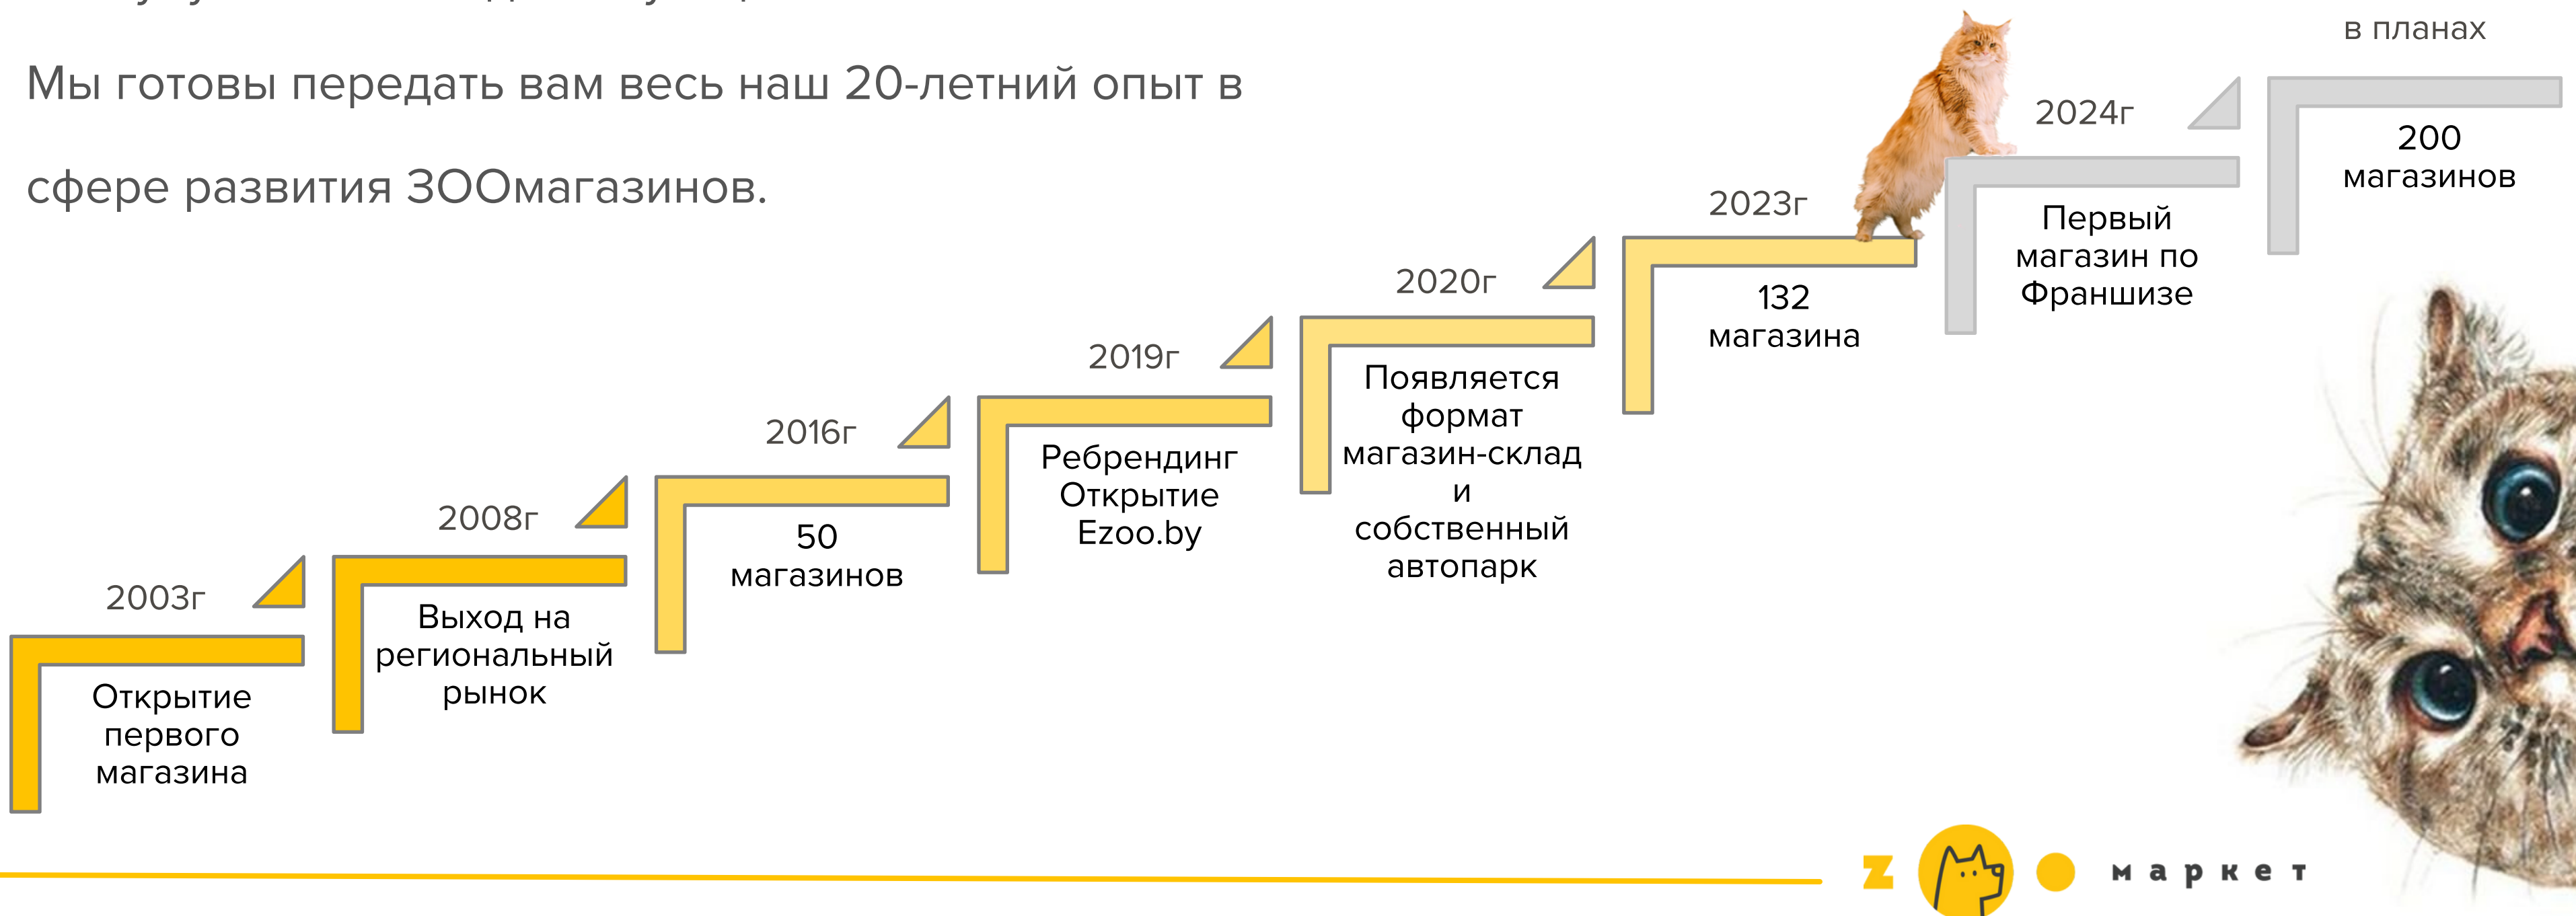 Мы готовы передать вам весь наш 20-летний опыт в
сфере развития ЗООмагазинов.
2003г
Открытие
первого
магазина
2008г
Выход на
региональный
рынок
2016г
50
магазинов
2019г
Ребрендинг
Открытие
Ezoo.by
2020г
Появляется
формат
магазин-склад
и
собственный
автопарк
2023г
132
магазина
2024г
Первый
магазин по
Франшизе
в планах
200
магазинов
Z маркет